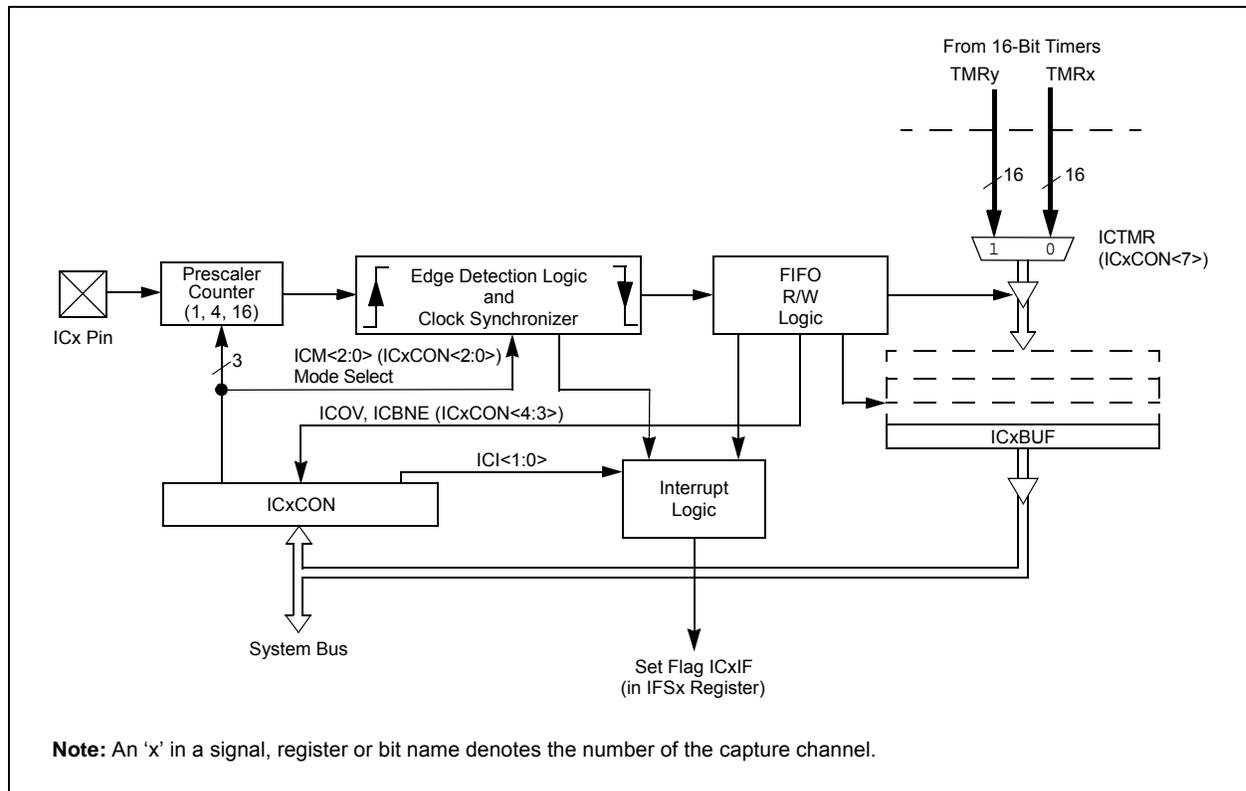 From 16-Bit Timers
TMRy TMRx
16 16
1 0
ICTMR
(ICxCON<7>)
Prescaler
Counter
(1, 4, 16)
Edge Detection Logic
and
Clock Synchronizer
FIFO
R/W
Logic
ICx Pin
3
ICM<2:0> (ICxCON<2:0>)
Mode Select
ICOV, ICBNE (ICxCON<4:3>)
ICxBUF
ICI<1:0>
ICxCON
Interrupt
Logic
System Bus
Set Flag ICxIF
(in IFSx Register)
Note: An ‘x’ in a signal, register or bit name denotes the number of the capture channel.